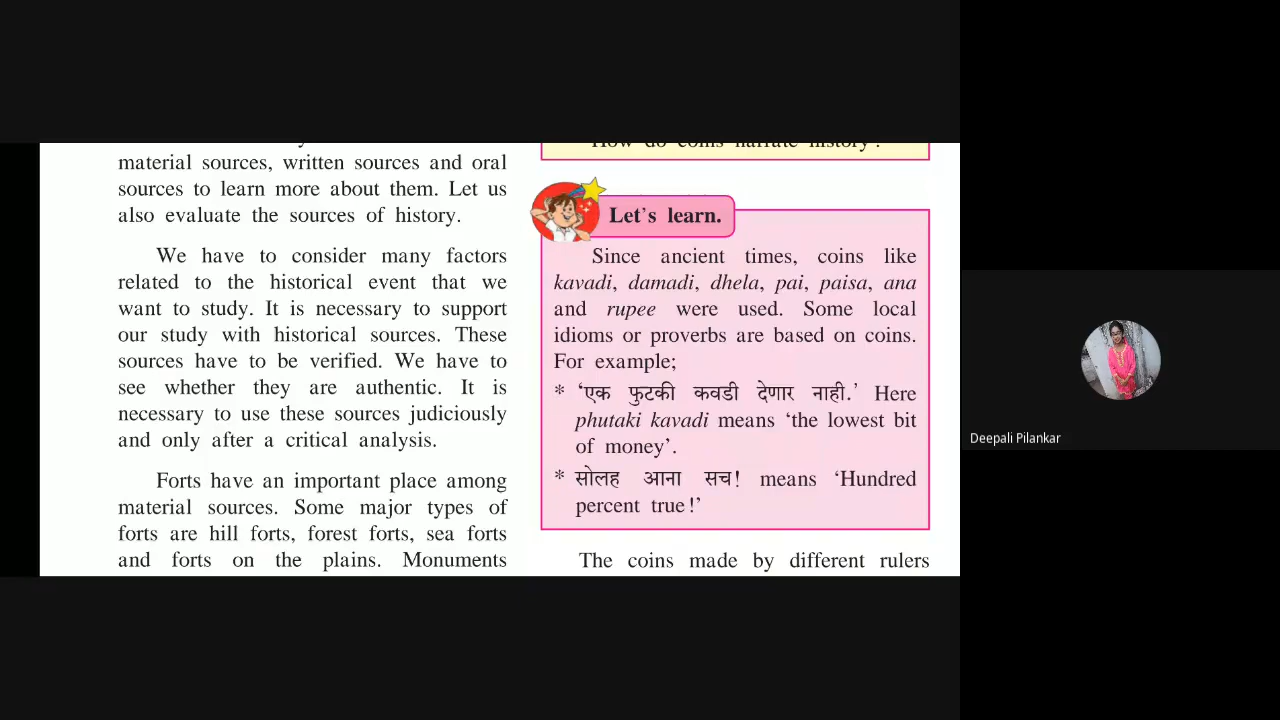 material sources, written sources and oral
sources to learn more about them. Let us
also evaluate the sources of history.
We have to consider many factors
related to the historical event that we
want to study. It is necessary to support
our study with historical sources. These
sources have to be verified. We have to
see whether they are authentic. It is
necessary to use these sources judiciously
and only after a critical analysis.
Forts have an important place among
material sources. Some major types of
forts are hill forts, forest forts, sea forts
and forts on the plains. Monuments
How do coins narrate history?
Let's learn.
Since ancient times, coins like
kavadi, damadi, dhela, pai, paisa, ana
and rupee were used. Some local
idioms or proverbs are based on coins.
For example;
* ‘एक फुटकी कवडी देणार नाही.’ Here
phutaki kavadi means ‘the lowest bit
of money’.
* सोलह आना सच! means ‘Hundred
percent true!’
The coins made by different rulers
Deepali Pilankar